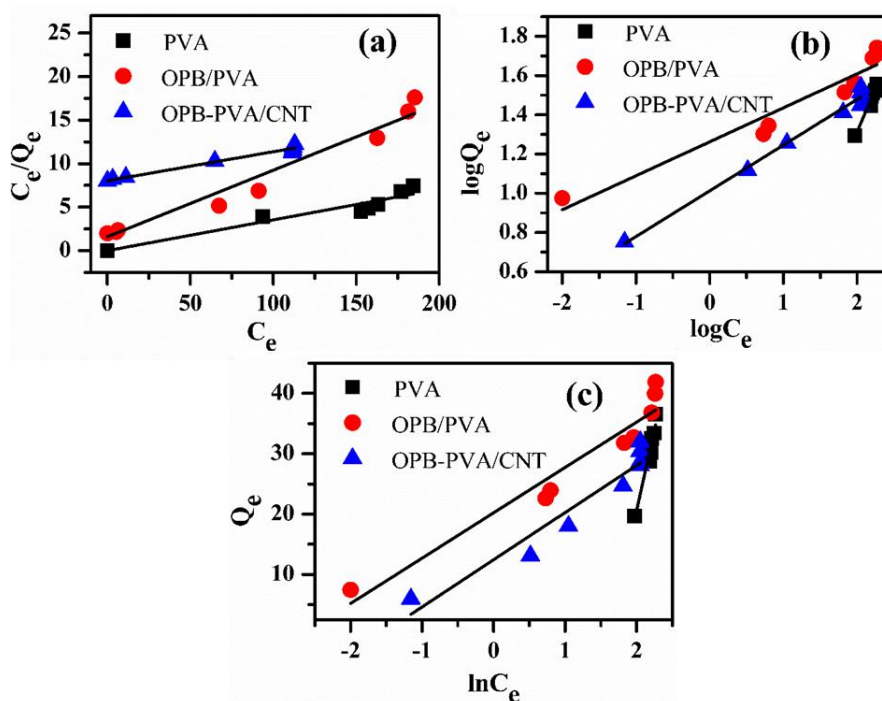 (a)
PVA
OPB/PVA
OPB-PVA/CNT
Ce/Qe
25
20
15
10
5
0
0 50 100 150 200
Ce
(b)
PVA
OPB/PVA
OPB-PVA/CNT
logQe
1.8
1.6
1.4
1.2
1.0
0.8
0.6
-2 -1 0 1 2
logCe
(c)
PVA
OPB/PVA
OPB-PVA/CNT
Qe
40
30
20
10
-2 -1 0 1 2
lnCe